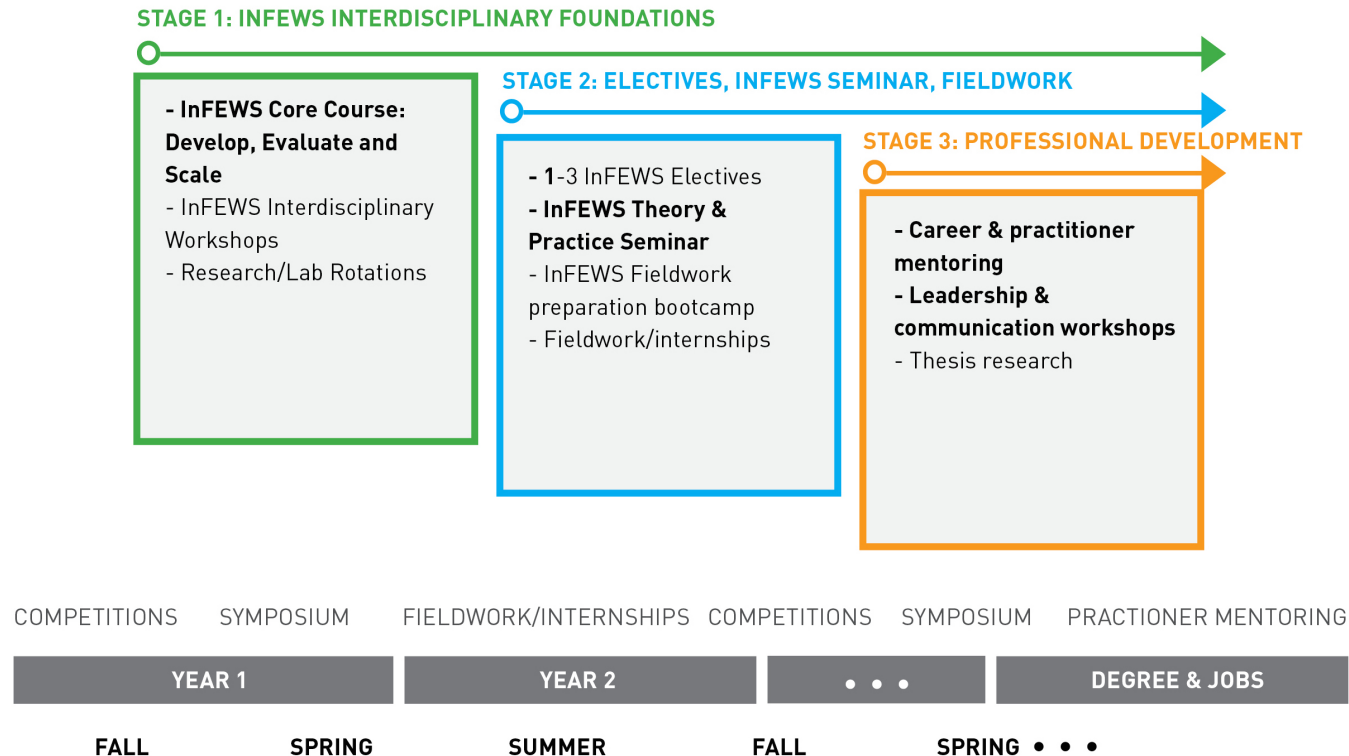 STAGE 1: INFEWS INTERDISCIPLINARY FOUNDATIONS
- InFEWS Core Course:
Develop, Evaluate and
Scale
- InFEWS Interdisciplinary
Workshops
- Research/Lab Rotations
STAGE 2: ELECTIVES, INFEWS SEMINAR, FIELDWORK
- 1-3 InFEWS Electives
- InFEWS Theory &
Practice Seminar
- InFEWS Fieldwork
preparation bootcamp
- Fieldwork/internships
STAGE 3: PROFESSIONAL DEVELOPMENT
- Career & practitioner
mentoring
- Leadership &
communication workshops
- Thesis research
COMPETITIONS SYMPOSIUM FIELDWORK/INTERNSHIPS COMPETITIONS SYMPOSIUM PRACTIONER MENTORING
YEAR 1 YEAR 2 • • • DEGREE & JOBS
FALL SPRING SUMMER FALL SPRING • • •